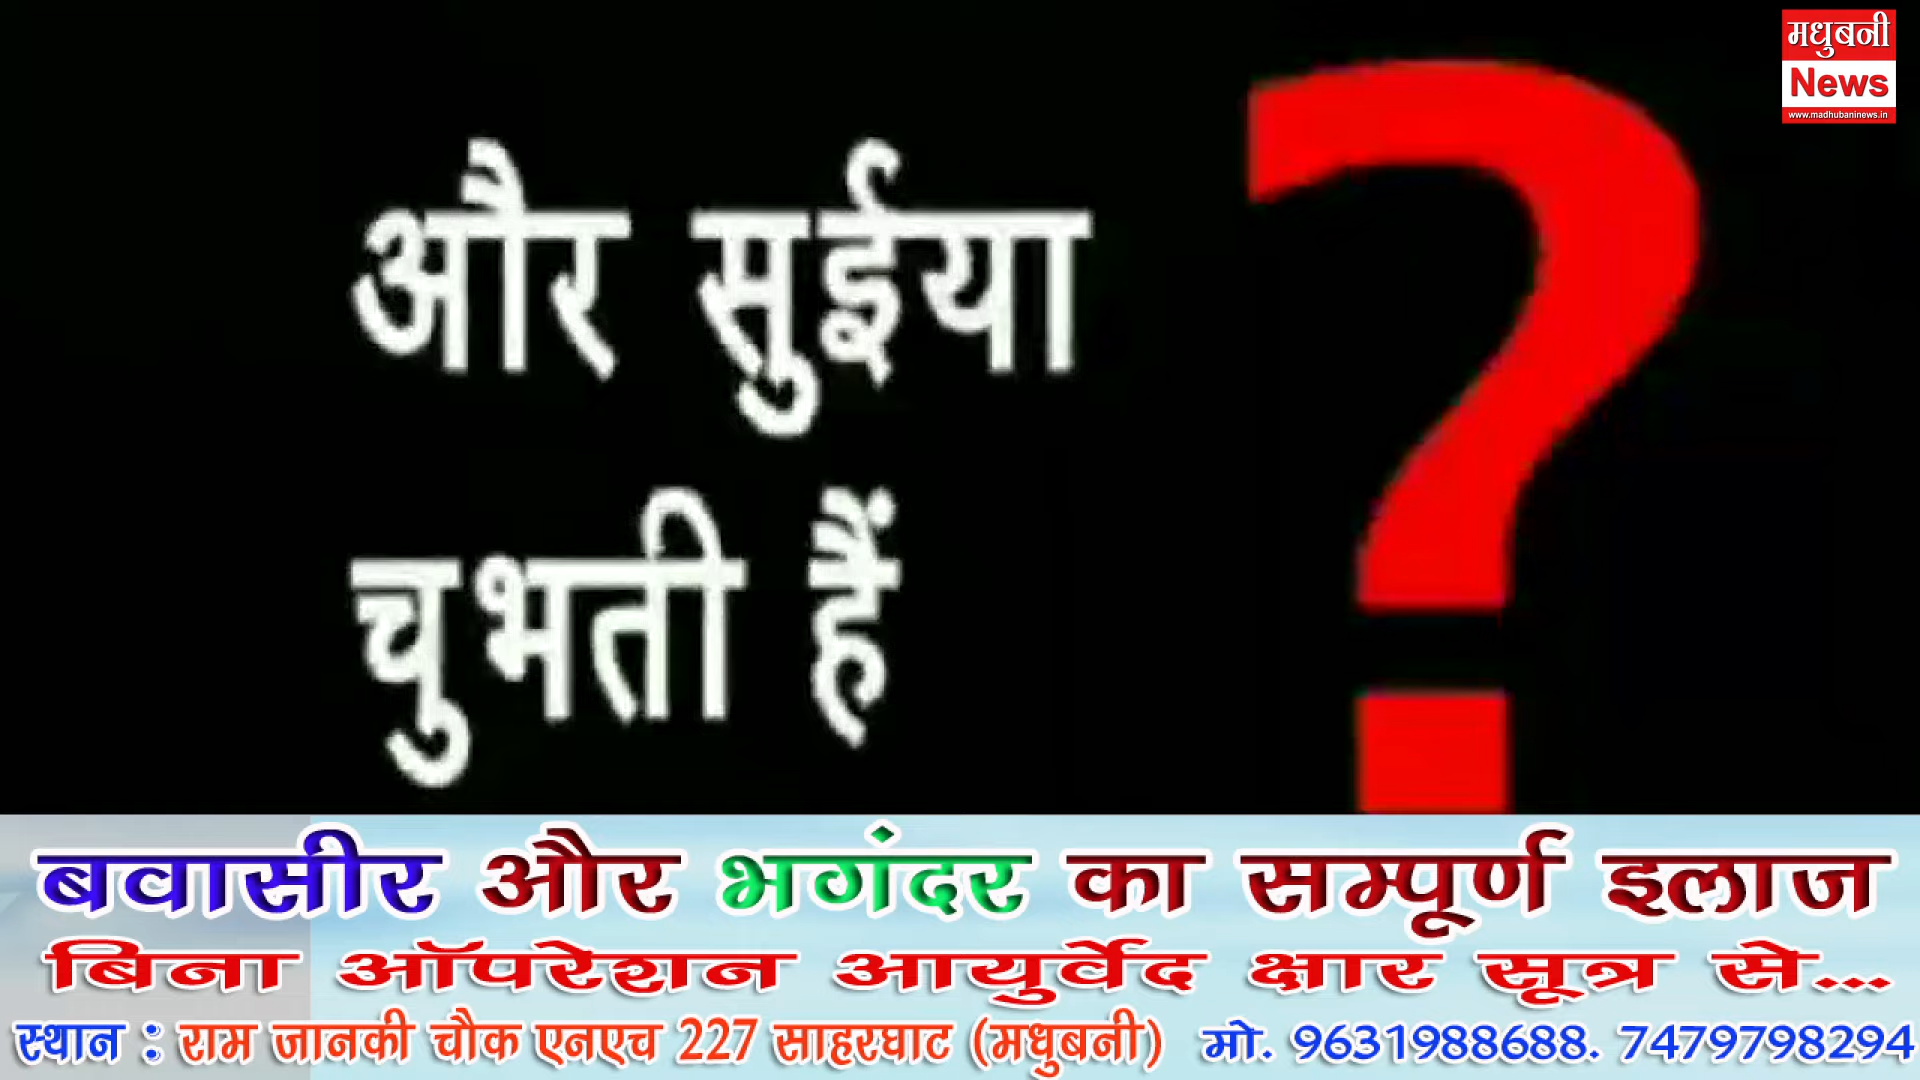 मधुबनी
News
www.madhubaninews.in
और सुईया
चुभती हैं
?
बवासीर और भगंदर का सम्पूर्ण इलाज
बिना ऑपरेशन आयुर्वेद क्षार सूत्र से...
स्थान : राम जानकी चौक एनएच 227 साहरघाट (मधुबनी) मो. 9631988688. 7479798294